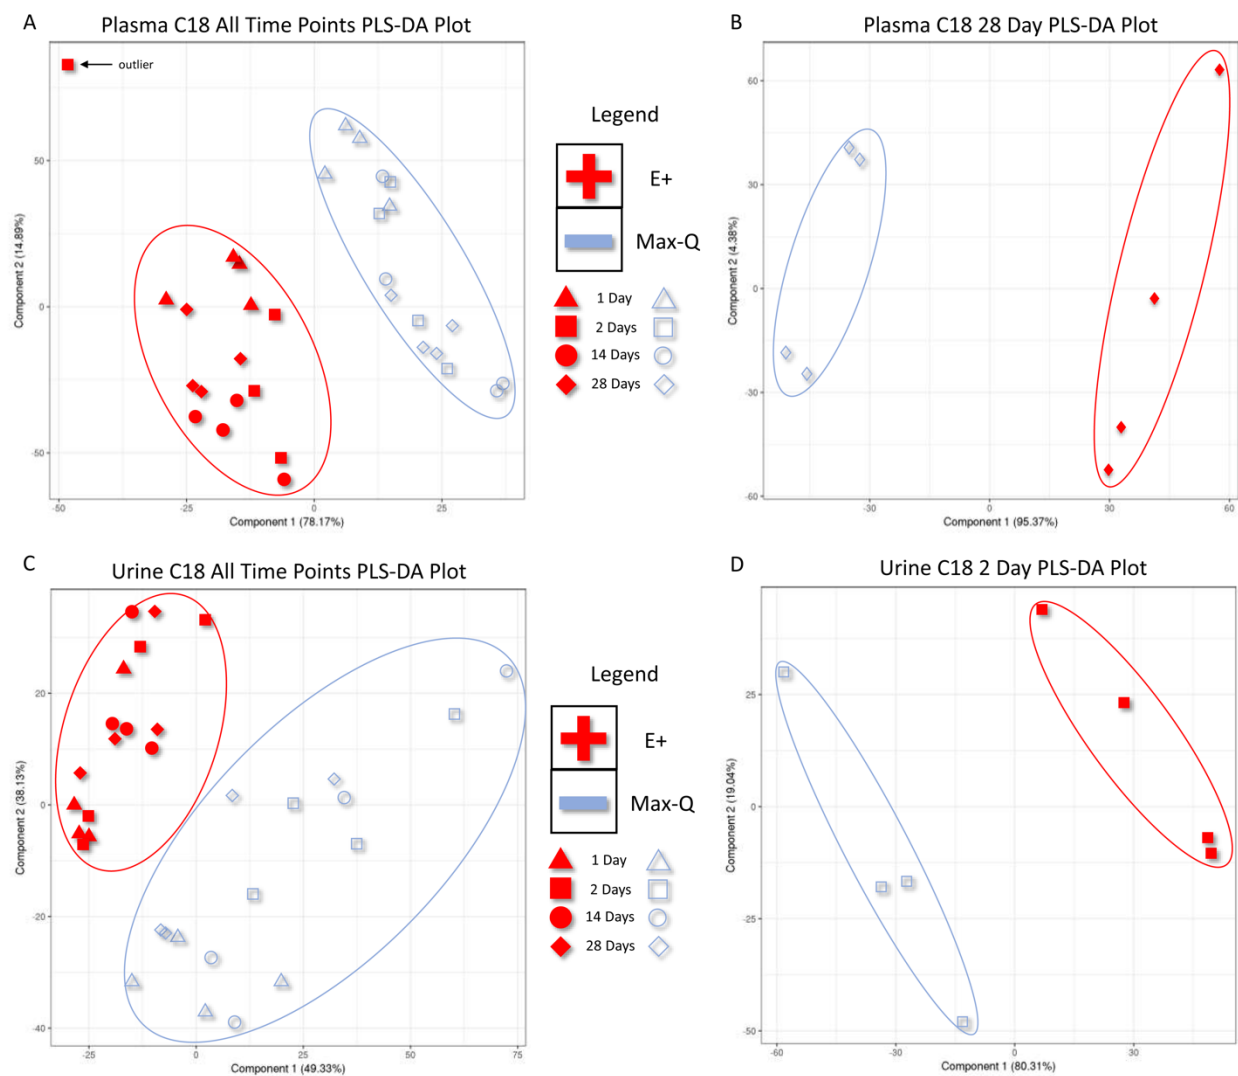 A
Plasma C18 All Time Points PLS-DA Plot
outlier
50
0
-50
-50
-25
0
25
Component 2 (14.89%)
Component 1 (78.17%)
Legend
E+
Max-Q
1 Day
2 Days
14 Days
28 Days
B
Plasma C18 28 Day PLS-DA Plot
60
30
0
-30
-60
-30
0
30
60
Component 2 (4.38%)
Component 1 (95.37%)
C
Urine C18 All Time Points PLS-DA Plot
20
0
-20
-40
-25
0
25
50
75
Component 2 (38.13%)
Component 1 (49.33%)
Legend
E+
Max-Q
1 Day
2 Days
14 Days
28 Days
D
Urine C18 2 Day PLS-DA Plot
25
0
-25
-50
-60
-30
0
30
Component 2 (19.04%)
Component 1 (80.31%)